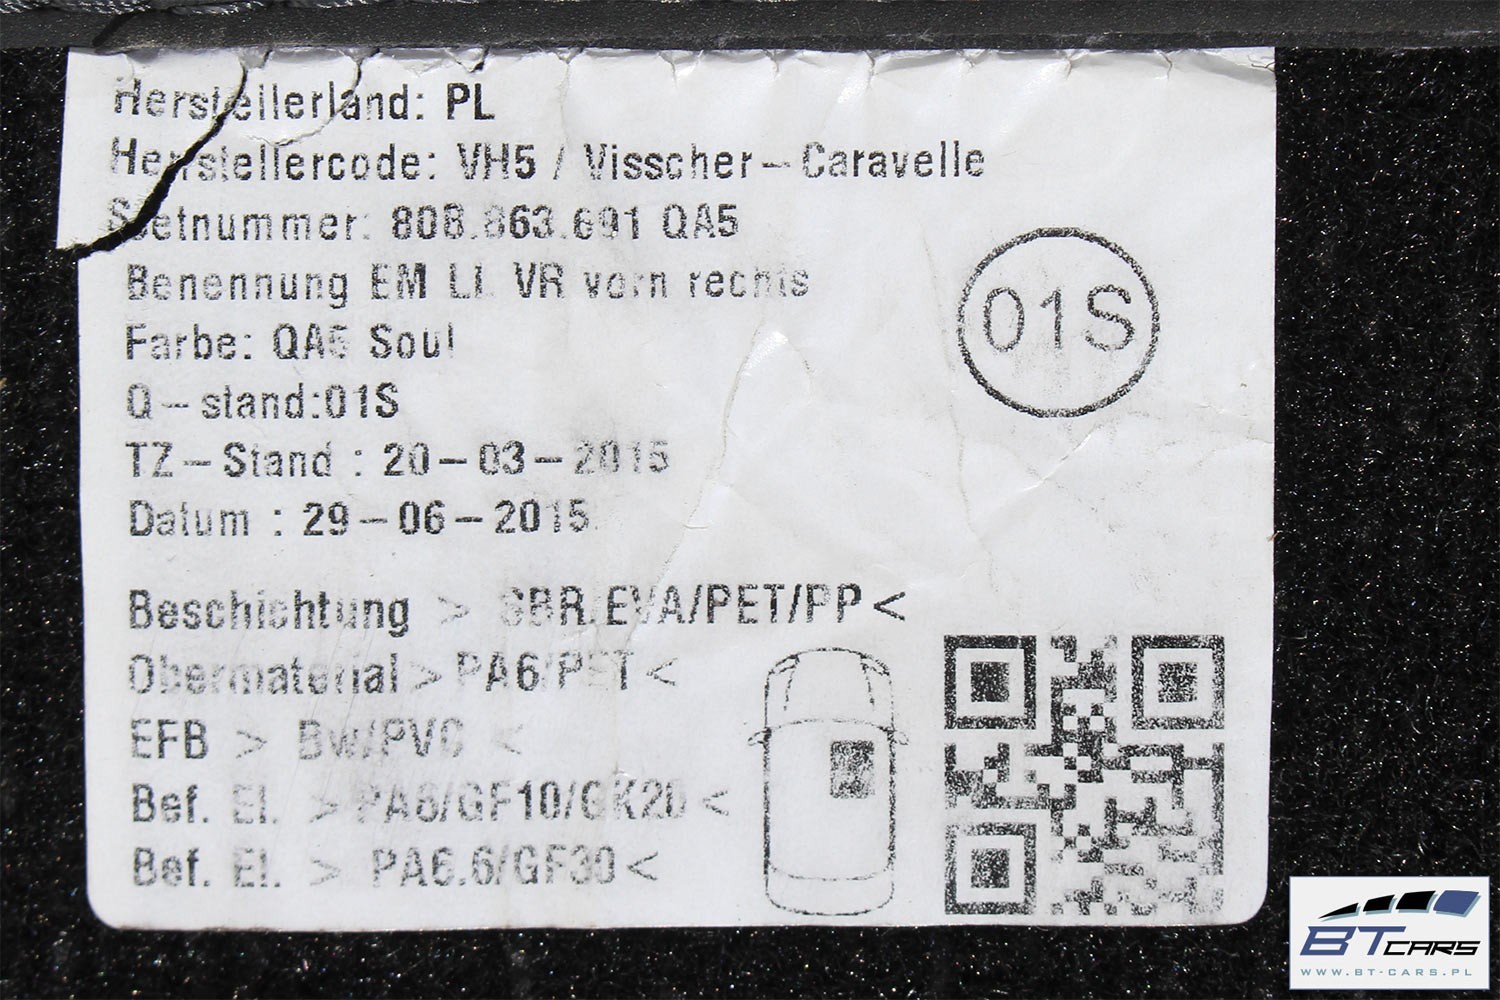 Herstellerland: PL
Herstellercode: VH5 / Visscher-Caravelle
Setnummer: 808.863.691 QA5
Benennung EM LL VR vorn rechts
Farbe: QA5 Soul
Q-stand:01S
TZ-Stand : 20-03-2015
Datum : 29-06-2015
01S
Beschichtung > SBR/EVA/PET/PP<
Obermaterial > PA6/PET <
EFB > BW/PVC <
Bef. El. > PA6/GF10/GK20 <
Bef. El. > PA6.6/GF30<
BT CARS
WWW.BT-CARS.PL